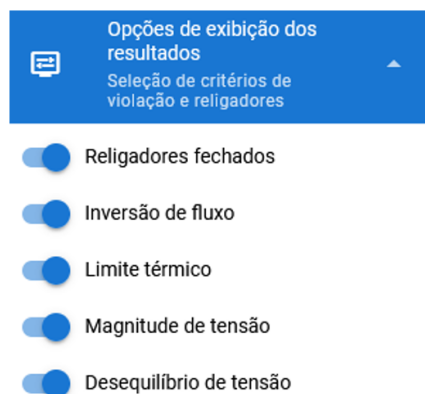 Opções de exibição dos
resultados
Seleção de critérios de
violação e religadores
Religadores fechados
Inversão de fluxo
Limite térmico
Magnitude de tensão
Desequilíbrio de tensão